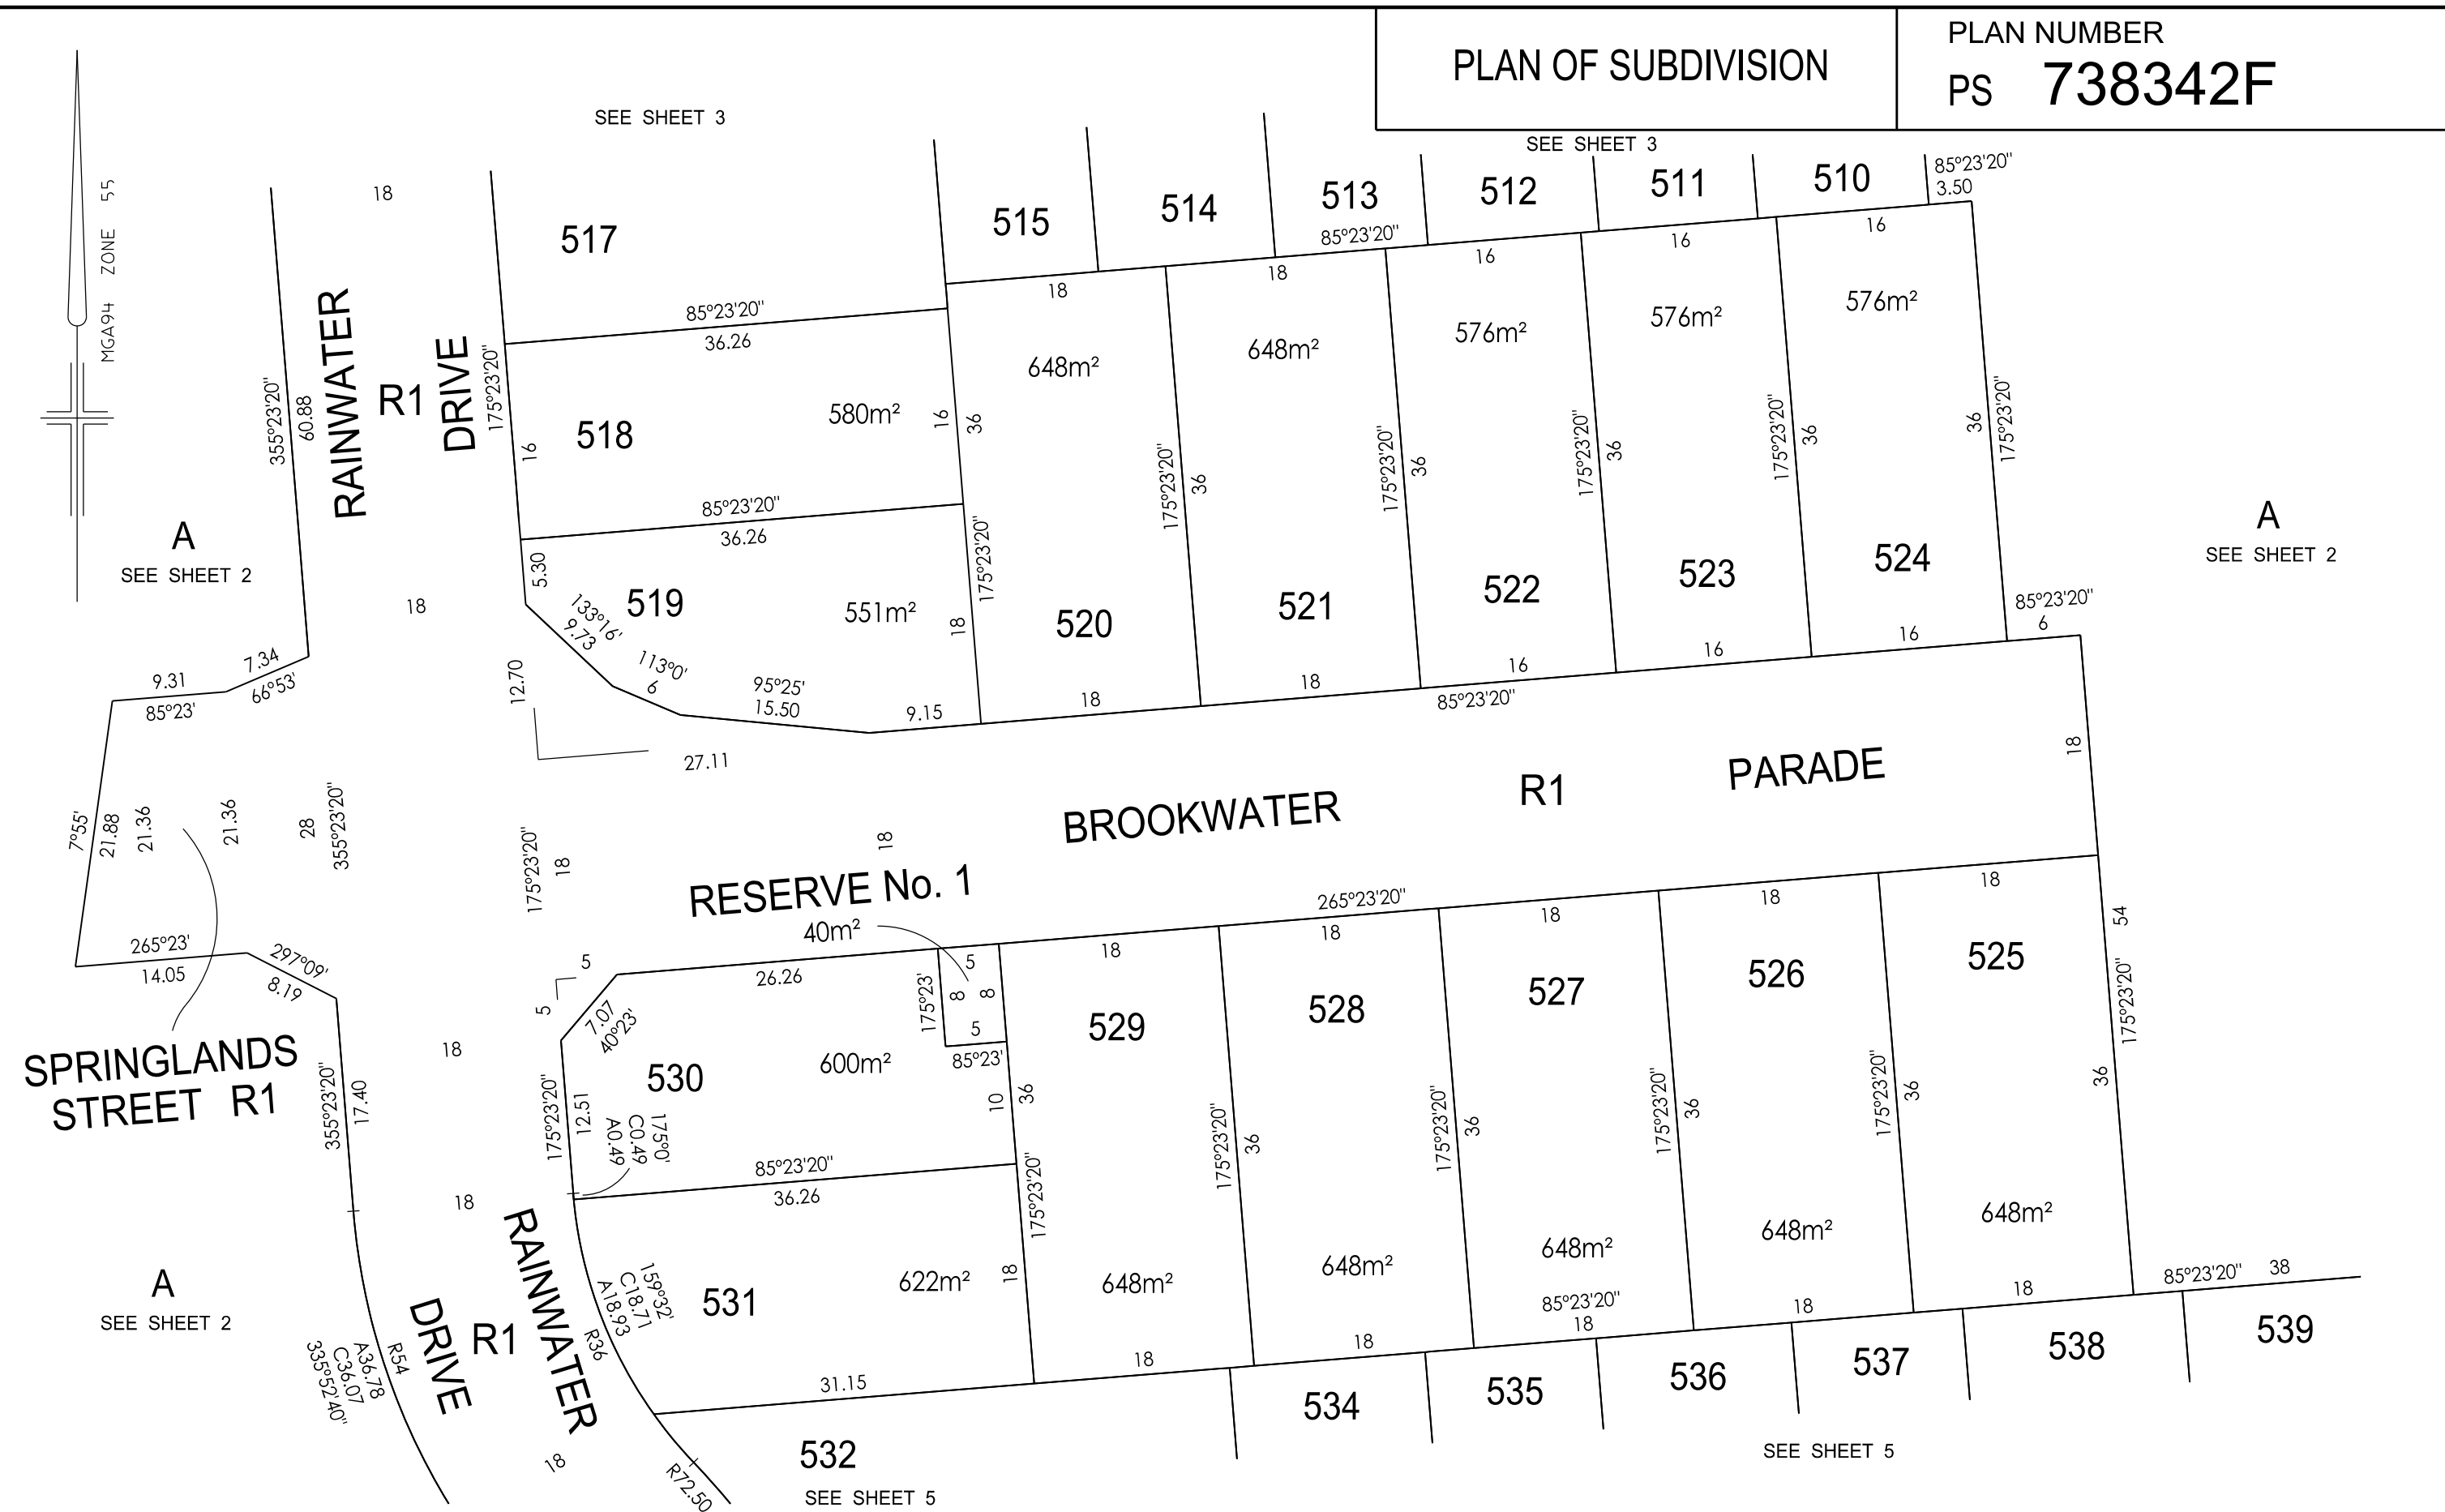 PLAN OF SUBDIVISION
PLAN NUMBER
PS 738342F
SEE SHEET 3
SEE SHEET 3
MGA94 ZONE 55
18
517
515
514
513
512
511
510
85°23'20"
3.50
85°23'20"
18
18
16
16
16
85°23'20"
36.26
355°23'20"
60.88
RAINWATER
R1
DRIVE
175°23'20"
16
518
580m²
16
36
648m²
648m²
576m²
576m²
576m²
175°23'20"
36
175°23'20"
36
175°23'20"
36
175°23'20"
36
36
175°23'20"
85°23'20"
36.26
A
SEE SHEET 2
A
SEE SHEET 2
18
5.30
519
551m²
18
175°23'20"
520
521
522
523
524
133°16'
9.73
113°0'
6
95°25'
15.50
9.15
18
18
16
16
16
85°23'20"
6
85°23'20"
12.70
27.11
9.31
85°23'
7.34
66°53'
7°55'
21.88
21.36
21.36
28
355°23'20"
175°23'20"
18
18
BROOKWATER
R1
PARADE
18
RESERVE No. 1
40m²
265°23'20"
265°23'
14.05
297°09'
8.19
5
5
7.07
40°23'
26.26
175°23'
5
8
8
5
85°23'
18
18
18
18
18
54
175°23'20"
SPRINGLANDS
STREET R1
18
355°23'20"
17.40
175°23'20"
12.51
530
600m²
10
36
529
528
527
526
525
175°0'
C0.49
A0.49
85°23'20"
36.26
175°23'20"
175°23'20"
36
175°23'20"
36
175°23'20"
36
175°23'20"
36
36
18
A
SEE SHEET 2
RAINWATER
R1
DRIVE
159°32'
C18.71
A18.93
R36
531
622m²
18
648m²
648m²
648m²
648m²
648m²
R54
A36.78
C36.07
335°52'40"
31.15
18
18
85°23'20"
18
18
18
85°23'20"
38
18
R72.50
532
SEE SHEET 5
534
535
536
537
538
539
SEE SHEET 5